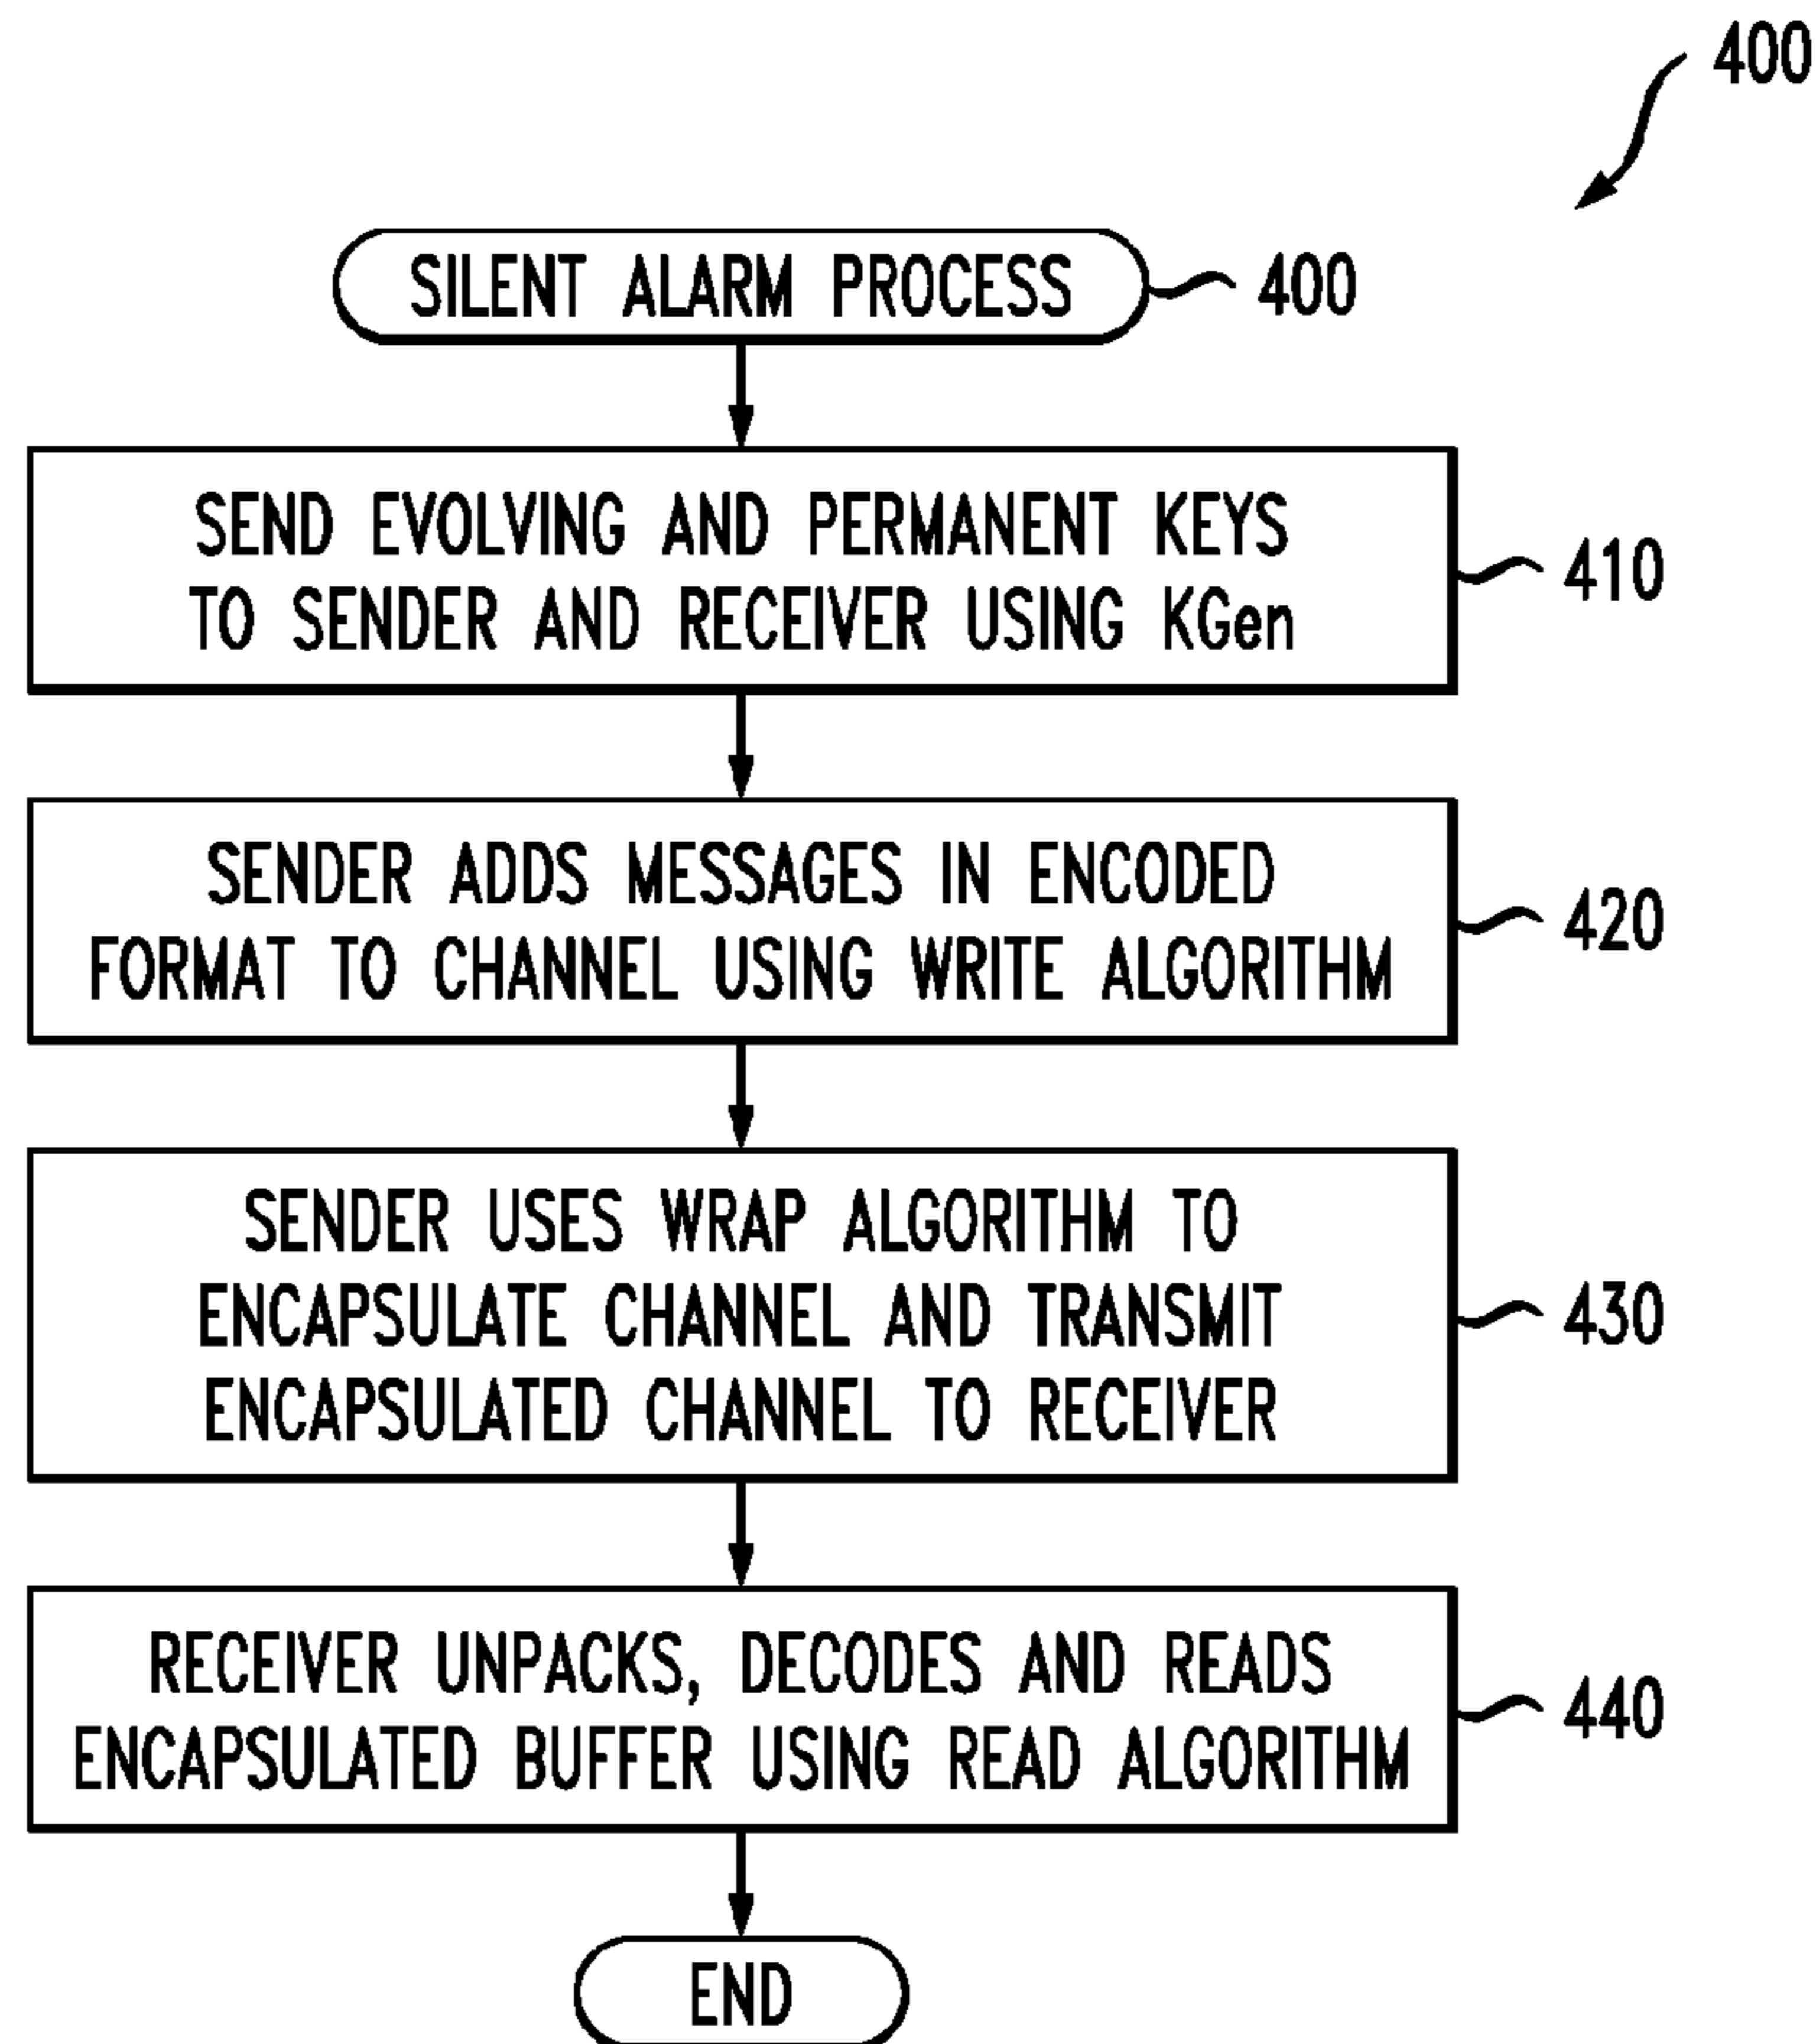 400
SILENT ALARM PROCESS 400
SEND EVOLVING AND PERMANENT KEYS
TO SENDER AND RECEIVER USING KGen
410
SENDER ADDS MESSAGES IN ENCODED
FORMAT TO CHANNEL USING WRITE ALGORITHM
420
SENDER USES WRAP ALGORITHM TO
ENCAPSULATE CHANNEL AND TRANSMIT
ENCAPSULATED CHANNEL TO RECEIVER
430
RECEIVER UNPACKS, DECODES AND READS
ENCAPSULATED BUFFER USING READ ALGORITHM
440
END